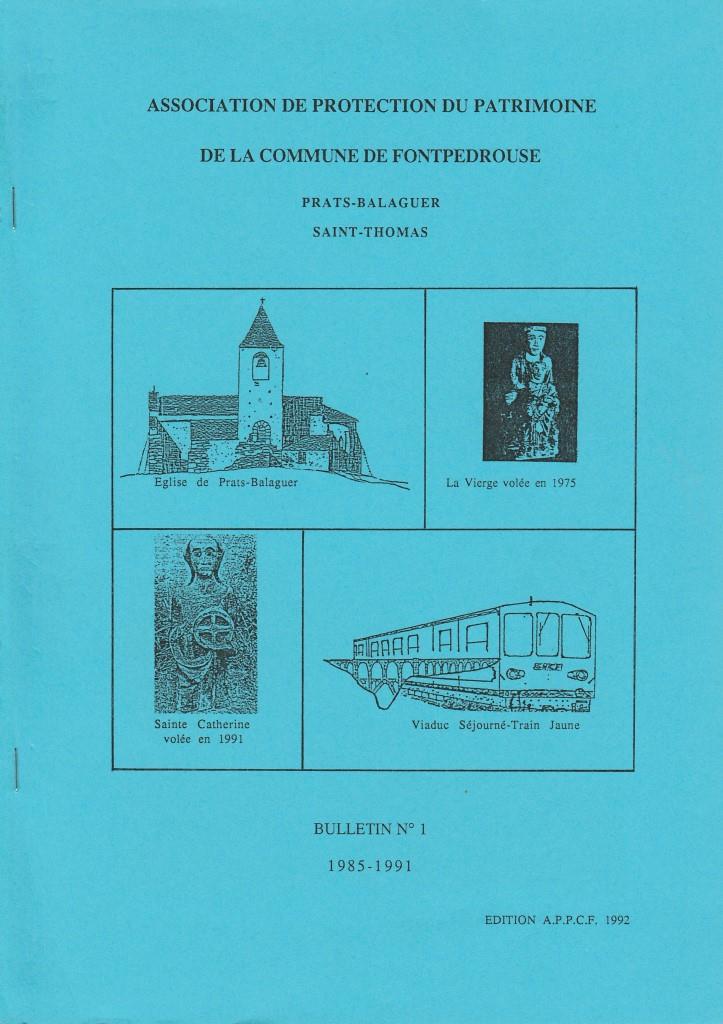 ASSOCIATION DE PROTECTION DU PATRIMOINE
DE LA COMMUNE DE FONTPEDROUSE
PRATS-BALAGUER
SAINT-THOMAS
Eglise de Prats-Balaguer
La Vierge volée en 1975
Sainte Catherine
volée en 1991
Viaduc Séjourné-Train Jaune
BULLETIN N° 1
1985-1991
EDITION A.P.P.C.F. 1992